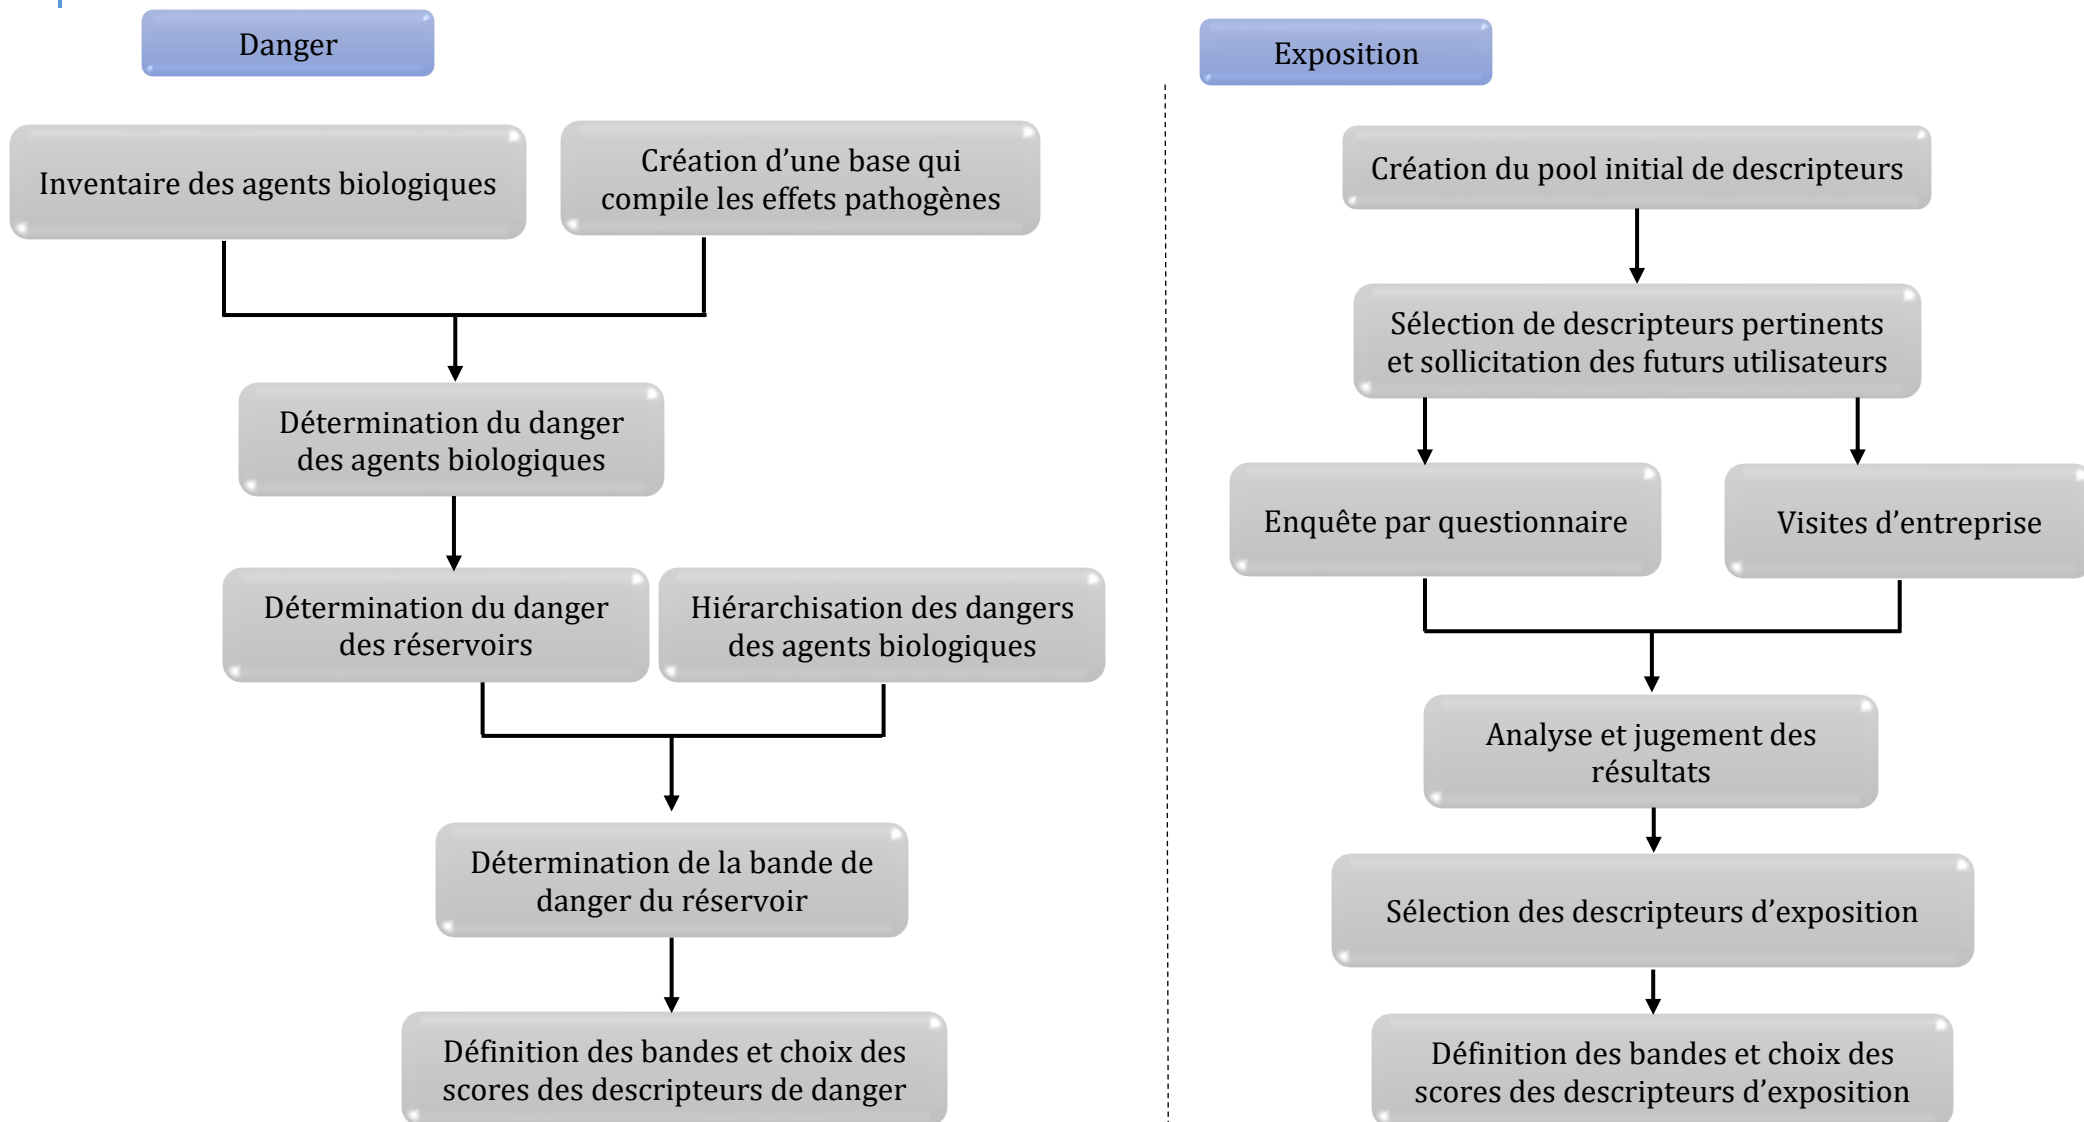 Danger
Inventaire des agents biologiques
Création d’une base qui
compile les effets pathogènes
Détermination du danger
des agents biologiques
Détermination du danger
des réservoirs
Hiérarchisation des dangers
des agents biologiques
Détermination de la bande de
danger du réservoir
Définition des bandes et choix des
scores des descripteurs de danger
Exposition
Création du pool initial de descripteurs
Sélection de descripteurs pertinents
et sollicitation des futurs utilisateurs
Enquête par questionnaire
Visites d’entreprise
Analyse et jugement des
résultats
Sélection des descripteurs d’exposition
Définition des bandes et choix des
scores des descripteurs d’exposition